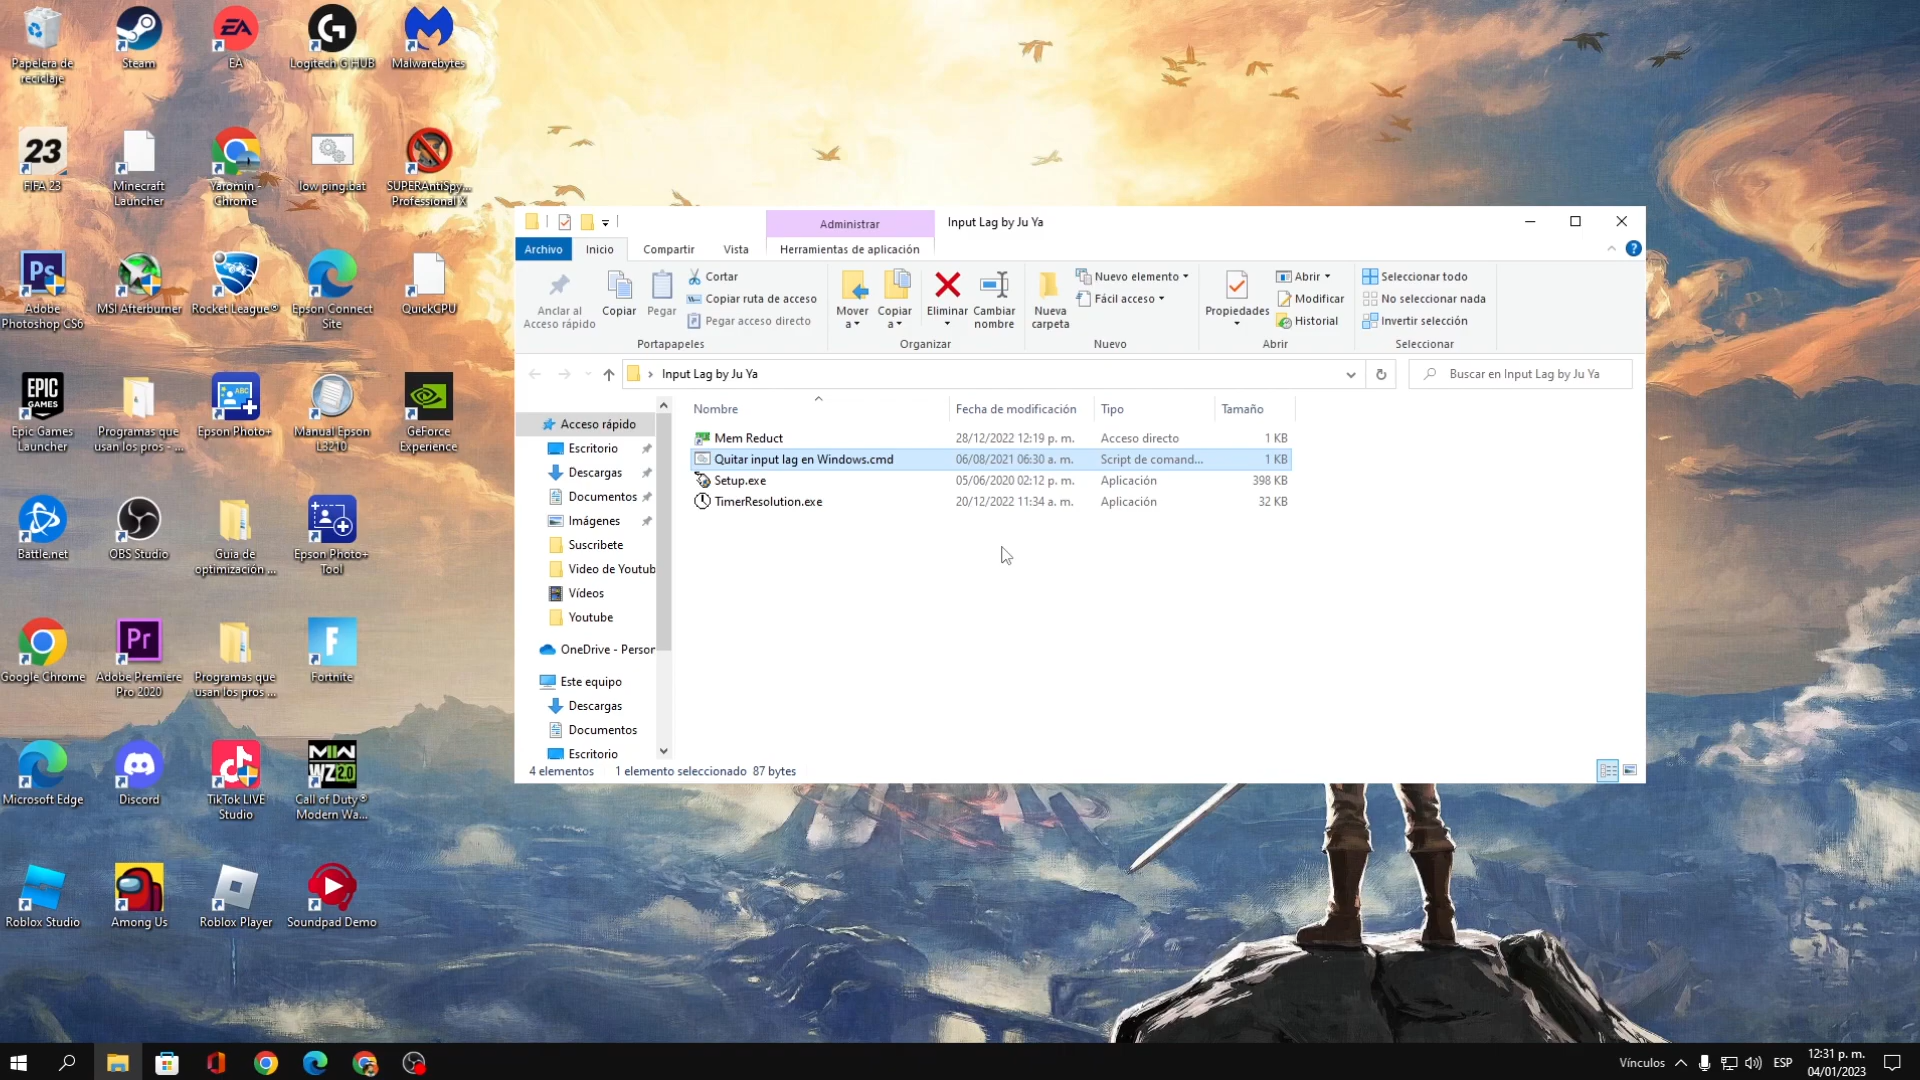 Papelera de
reciclaje
Steam
EA
Logitech G HUB
Malwarebytes
23
FIFA 23
Minecraft
Launcher
Yaromin -
Chrome
low ping.bat
SUPERAntiSpy...
Professional X
Ps
Adobe
Photoshop CS6
MSI Afterburner
Rocket League®
Epson Connect
Site
QuickCPU
EPIC
GAMES
Epic Games
Launcher
Programas que
usan los pros - ...
ABC
Epson Photo+
Manual Epson
L3210
GeForce
Experience
Battle.net
OBS Studio
Guia de
optimización ...
Epson Photo+
Tool
Google Chrome
Pr
Adobe Premiere
Pro 2020
Programas que
usan los pros ...
F
Fortnite
Microsoft Edge
Discord
TikTok LIVE
Studio
MW
WZ 2.0
Call of Duty®
Modern Wa...
Roblox Studio
Among Us
Roblox Player
Soundpad Demo
Administrar
Input Lag by Ju Ya
Archivo
Inicio
Compartir
Vista
Herramientas de aplicación
Anclar al
Acceso rápido
Copiar
Pegar
Cortar
Copiar ruta de acceso
Pegar acceso directo
Portapapeles
Mover
a
Copiar
a
Eliminar
Cambiar
nombre
Organizar
Nueva
carpeta
Nuevo elemento
Fácil acceso
Nuevo
Propiedades
Abrir
Modificar
Historial
Abrir
Seleccionar todo
No seleccionar nada
Invertir selección
Seleccionar
Input Lag by Ju Ya
Buscar en Input Lag by Ju Ya
Acceso rápido
Escritorio
Descargas
Documentos
Imágenes
Suscribete
Video de Youtub
Vídeos
Youtube
OneDrive - Person
Este equipo
Descargas
Documentos
Escritorio
Nombre Fecha de modificación Tipo Tamaño
Mem Reduct 28/12/2022 12:19 p. m. Acceso directo 1 KB
Quitar input lag en Windows.cmd 06/08/2021 06:30 a. m. Script de comand... 1 KB
Setup.exe 05/06/2020 02:12 p. m. Aplicación 398 KB
TimerResolution.exe 20/12/2022 11:34 a. m. Aplicación 32 KB
4 elementos 1 elemento seleccionado 87 bytes
Vínculos
ESP
12:31 p. m.
04/01/2023